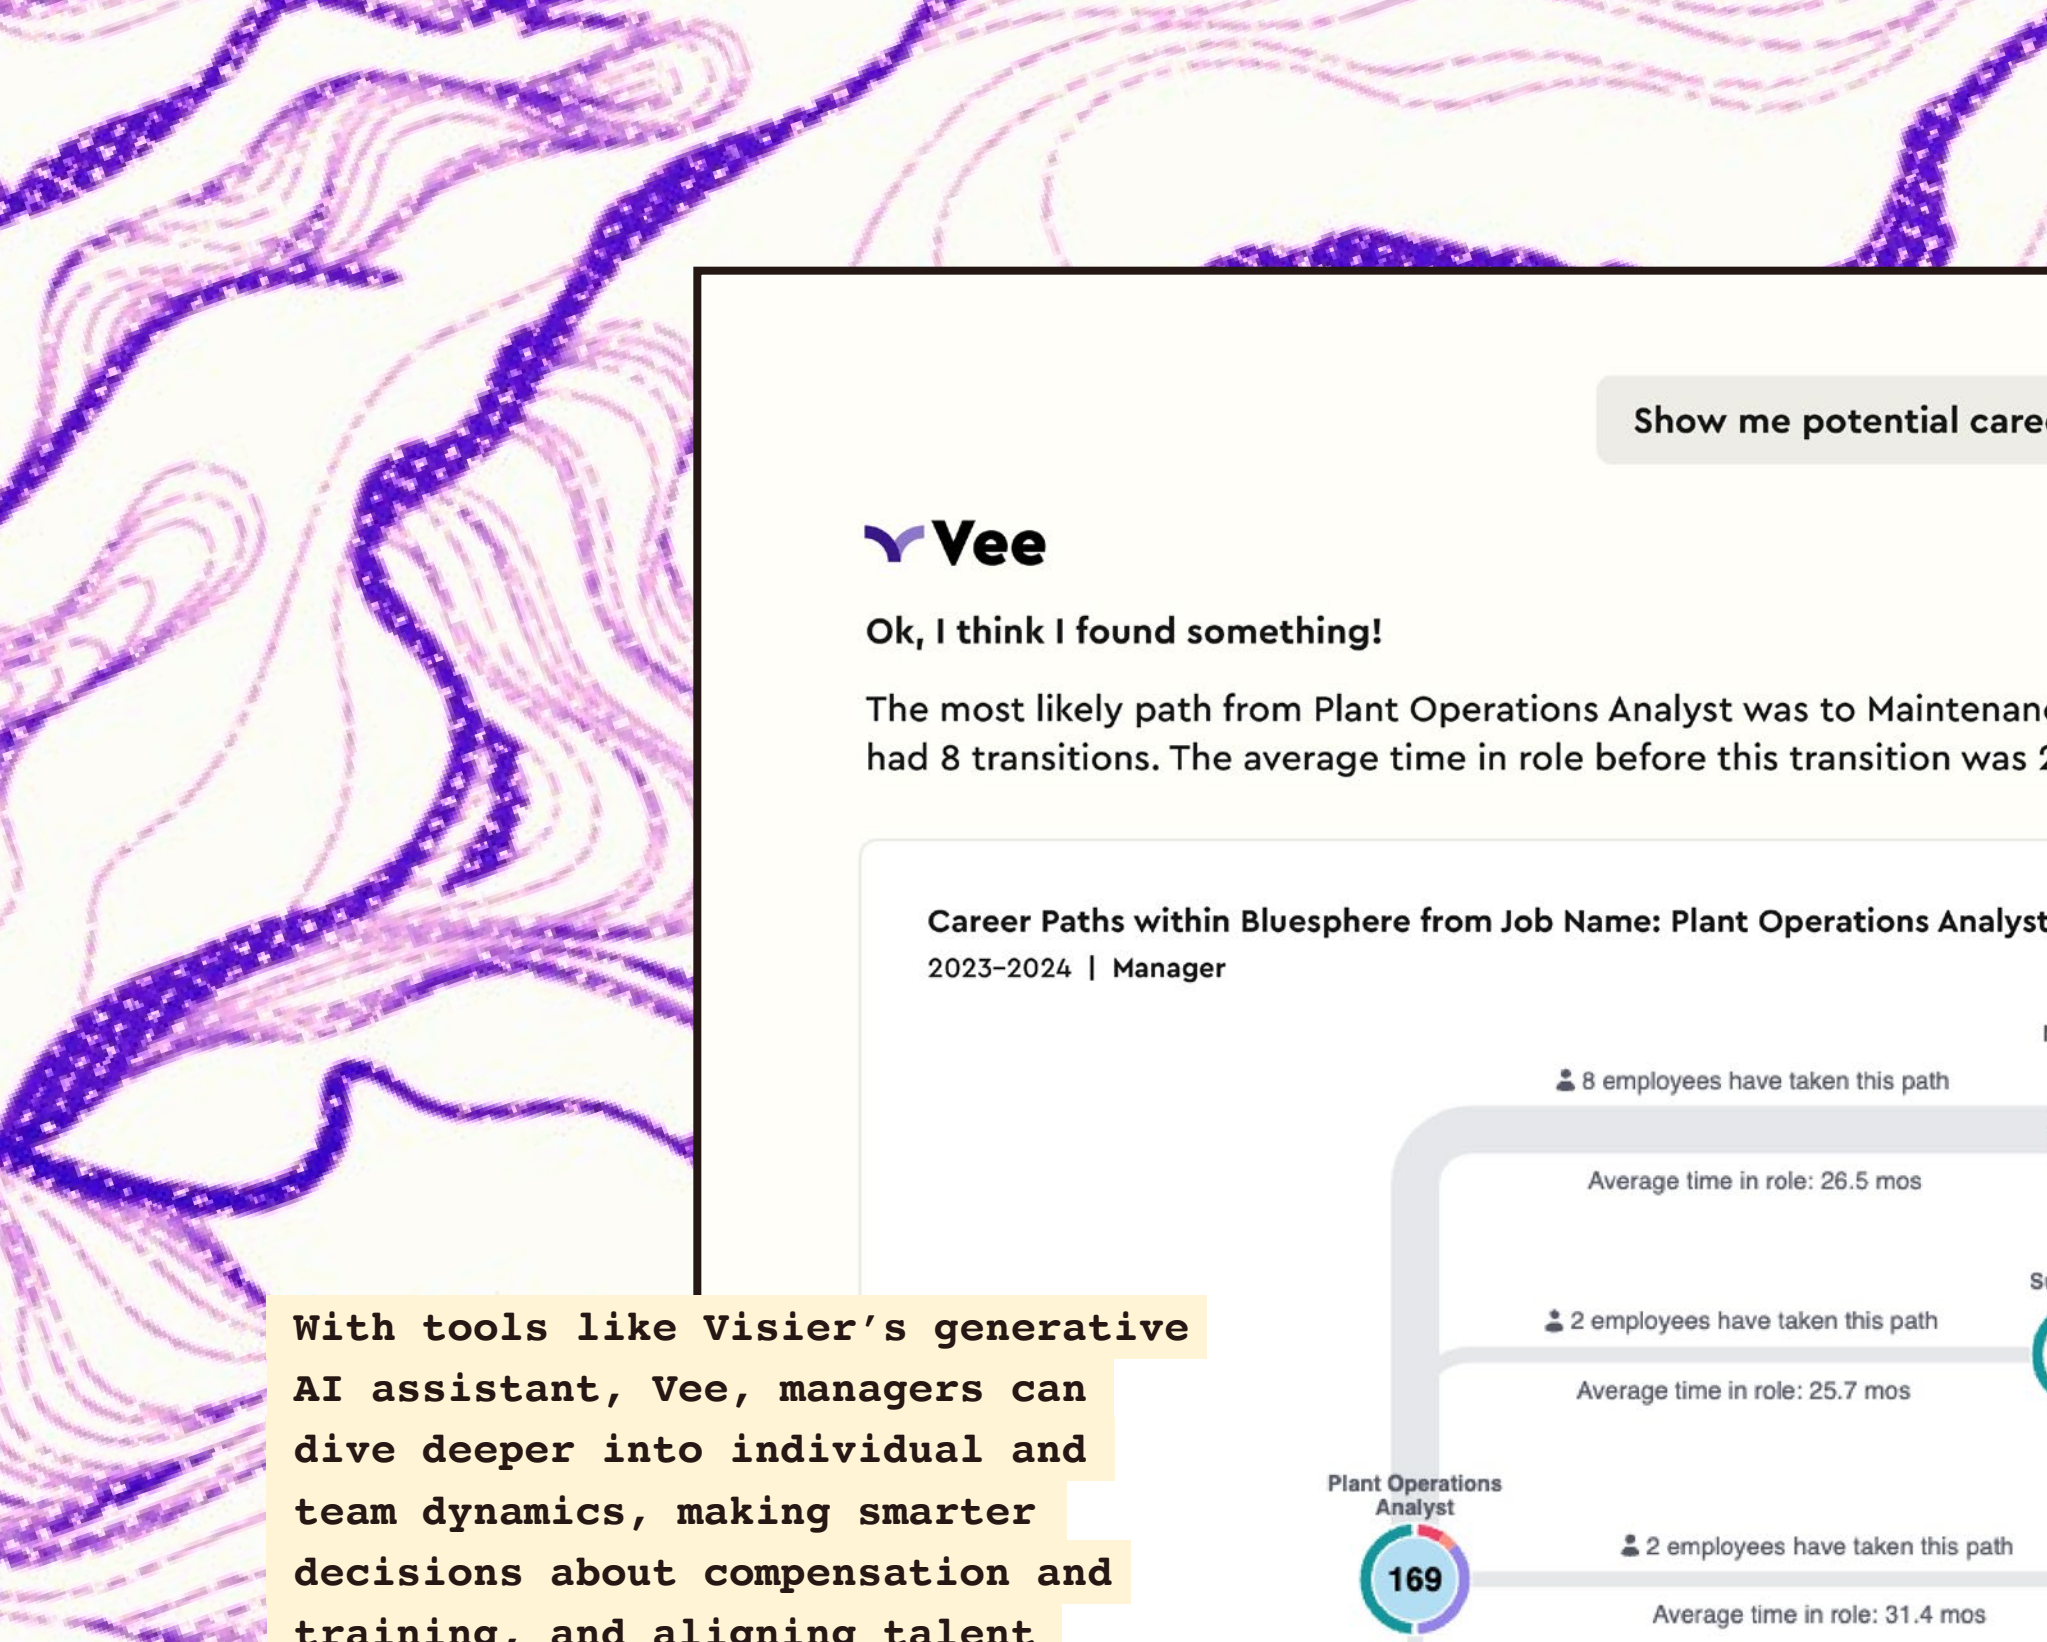 Show me potential
Vee
Ok, I think I found something!
The most likely path from Plant Operations Analyst was to
had 8 transitions. The average time in role before this transition was
Career Paths within Bluesphere from Job Name: Plant Operations Analyst
2023–2024 | Manager
8 employees have taken this path
Average time in role: 26.5 mos
2 employees have taken this path
Average time in role: 25.7 mos
Plant Operations
Analyst
169
2 employees have taken this path
Average time in role: 31.4 mos
With tools like Visier’s generative
AI assistant, Vee, managers can
dive deeper into individual and
team dynamics, making smarter
decisions about compensation and
training, and aligning talent